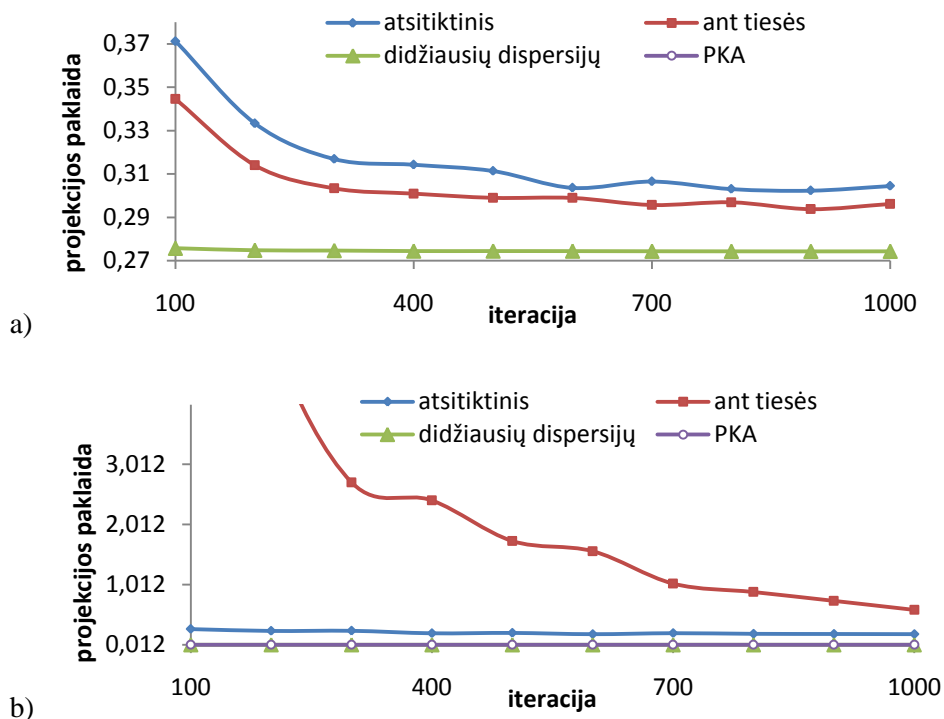 atsitiktinis
ant tiesės
didžiausių dispersijų
PKA
projekcijos paklaida
0,37
0,35
0,33
0,31
0,29
0,27
100
400
700
1000
iteracija
a)
atsitiktinis
ant tiesės
didžiausių dispersijų
PKA
projekcijos paklaida
3,012
2,012
1,012
0,012
100
400
700
1000
iteracija
b)